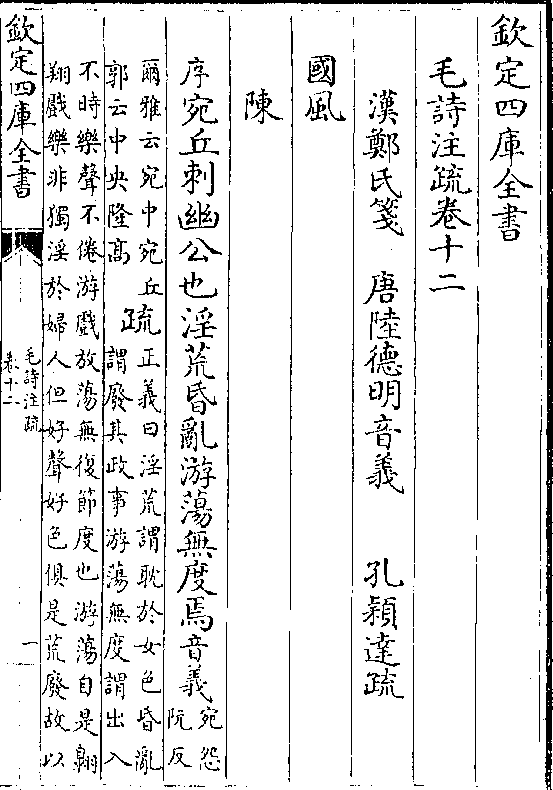 欽定四庫全書
毛詩注疏卷十二
漢鄭氏箋 唐陸德明音義 孔穎達疏
國風
陳
序宛丘刺幽公也淫荒昏亂游蕩無度焉音義宛怨
阮反
爾雅云宛中宛丘
郭云中央隆高
疏正義曰淫荒謂耽於女色昏亂
謂廢其政事游蕩無度謂出入
不時樂聲不倦游戲放蕩無復節度也游蕩自是翺
翔戲樂非獨淫於婦人但好聲好色俱是荒廢故以
欽定四庫全書
毛詩注疏
卷十二
一